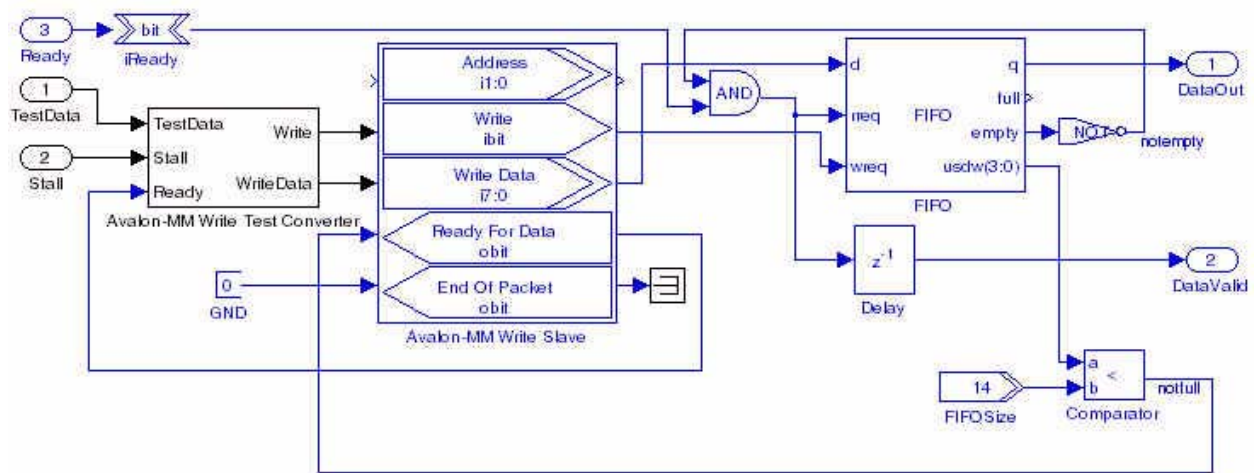 3
Ready
bit
iReady
1
TestData
2
Stall
TestData
Stall
Ready
Write
WriteData
Avalon-MM Write Test Converter
0
GND
Address
i1:0
Write
ibit
Write Data
i7:0
Ready For Data
obit
End Of Packet
obit
Avalon-MM Write Slave
AND
d
rreq
wreq
FIFO
q
full
empty
usdw(3:0)
FIFO
NOT
notempty
1
DataOut
z-1
Delay
2
DataValid
14
FIFOSize
a
b
<
Comparator
notfull